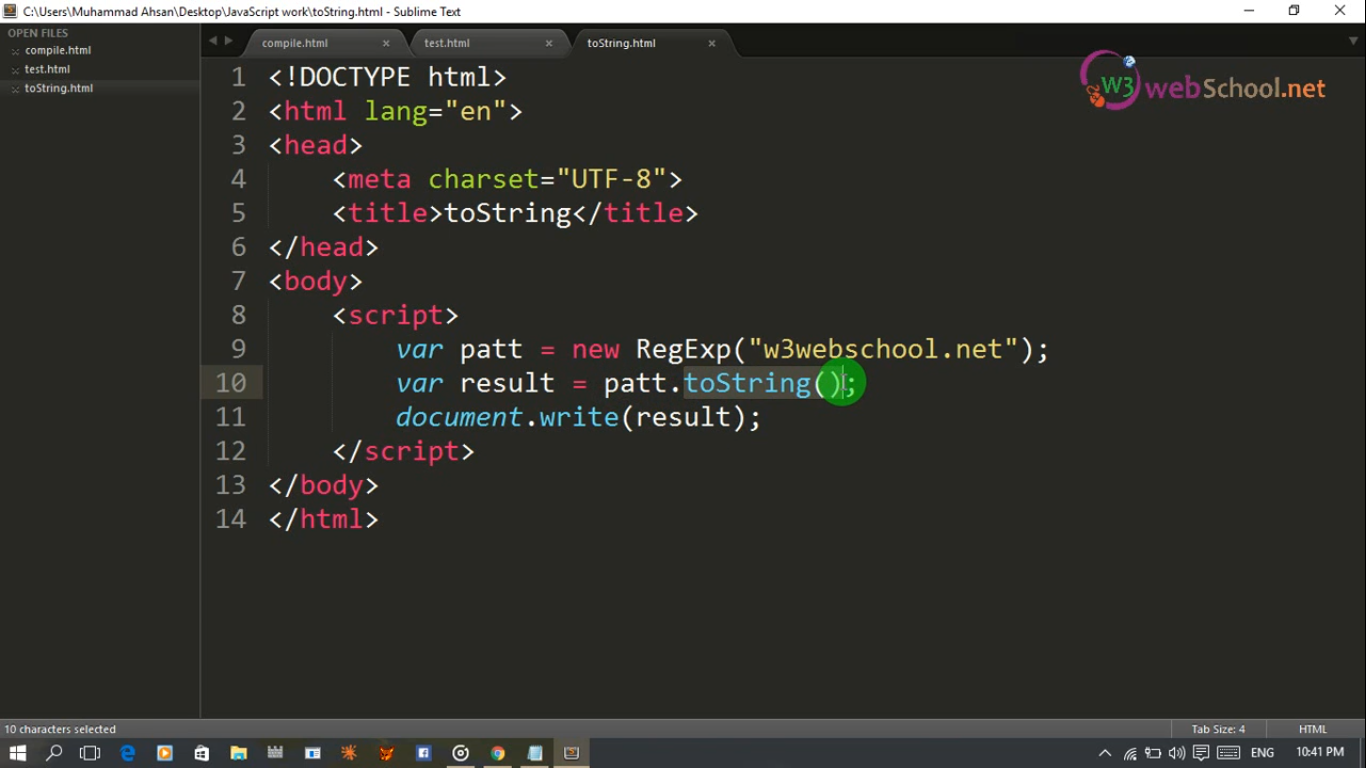 C:\Users\Muhammad Ahsan\Desktop\JavaScript work\toString.html - Sublime Text
OPEN FILES
compile.html
test.html
toString.html
compile.html test.html toString.html
W3 webSchool.net
1 <!DOCTYPE html>
2 <html lang="en">
3 <head>
4 <meta charset="UTF-8">
5 <title>toString</title>
6 </head>
7 <body>
8 <script>
9 var patt = new RegExp("w3webschool.net");
10 var result = patt.toString();
11 document.write(result);
12 </script>
13 </body>
14 </html>
10 characters selected Tab Size: 4 HTML
ENG 10:41 PM